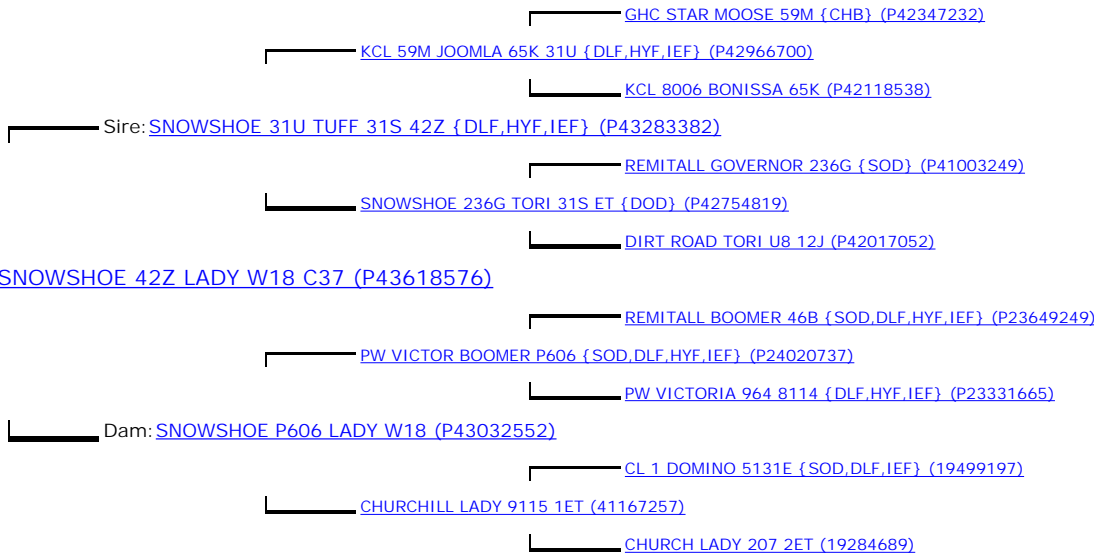 GHC STAR MOOSE 59M {CHB} (P42347232)
KCL 59M JOOMLA 65K 31U {DLF,HYF,IEF} (P42966700)
KCL 8006 BONISSA 65K (P42118538)
Sire: SNOWSHOE 31U TUFF 31S 42Z {DLF,HYF,IEF} (P43283382)
REMITALL GOVERNOR 236G {SOD} (P41003249)
SNOWSHOE 236G TORI 31S ET {DOD} (P42754819)
DIRT ROAD TORI U8 12J (P42017052)
SNOWSHOE 42Z LADY W18 C37 (P43618576)
REMITALL BOOMER 46B {SOD,DLF,HYF,IEF} (P23649249)
PW VICTOR BOOMER P606 {SOD,DLF,HYF,IEF} (P24020737)
PW VICTORIA 964 8114 {DLF,HYF,IEF} (P23331665)
Dam: SNOWSHOE P606 LADY W18 (P43032552)
CL 1 DOMINO 5131E {SOD,DLF,IEF} (19499197)
CHURCHILL LADY 9115 1ET (41167257)
CHURCH LADY 207 2ET (19284689)